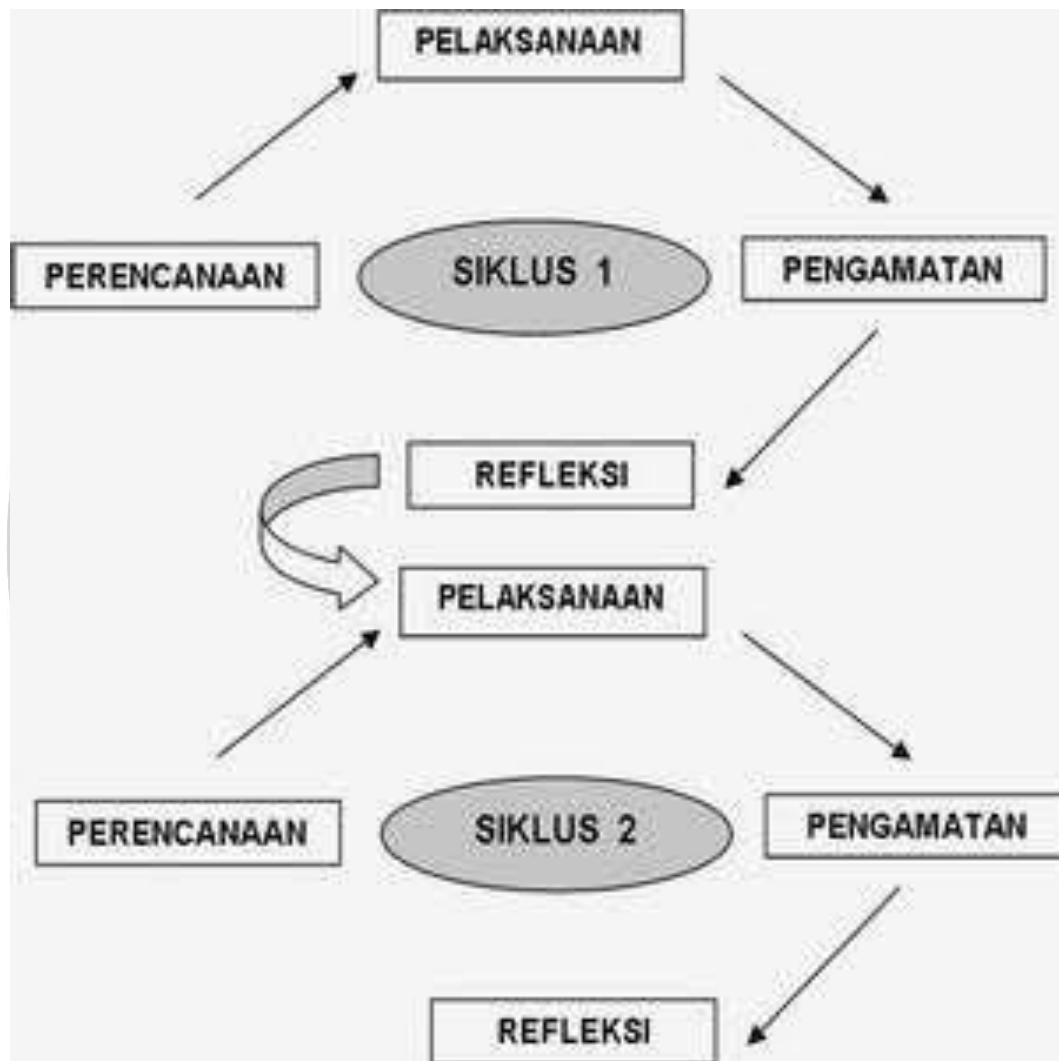 PELAKSANAAN
PERENCANAAN
SIKLUS 1
PENGAMATAN
REFLEKSI
PELAKSANAAN
PERENCANAAN
SIKLUS 2
PENGAMATAN
REFLEKSI